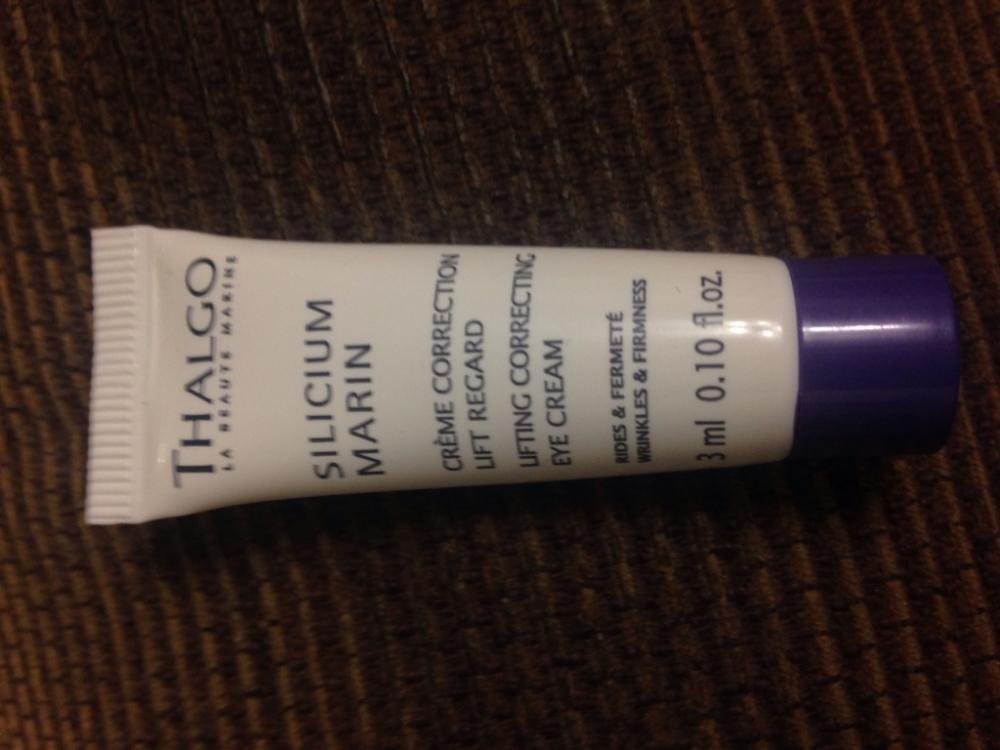 THALGO
LA BEAUTÉ MARINE
SILICIUM
MARIN
CRÈME CORRECTION
LIFT REGARD
LIFTING CORRECTING
EYE CREAM
RIDES & FERMETÉ
WRINKLES & FIRMNESS
3 ml 0.10 fl.oz.